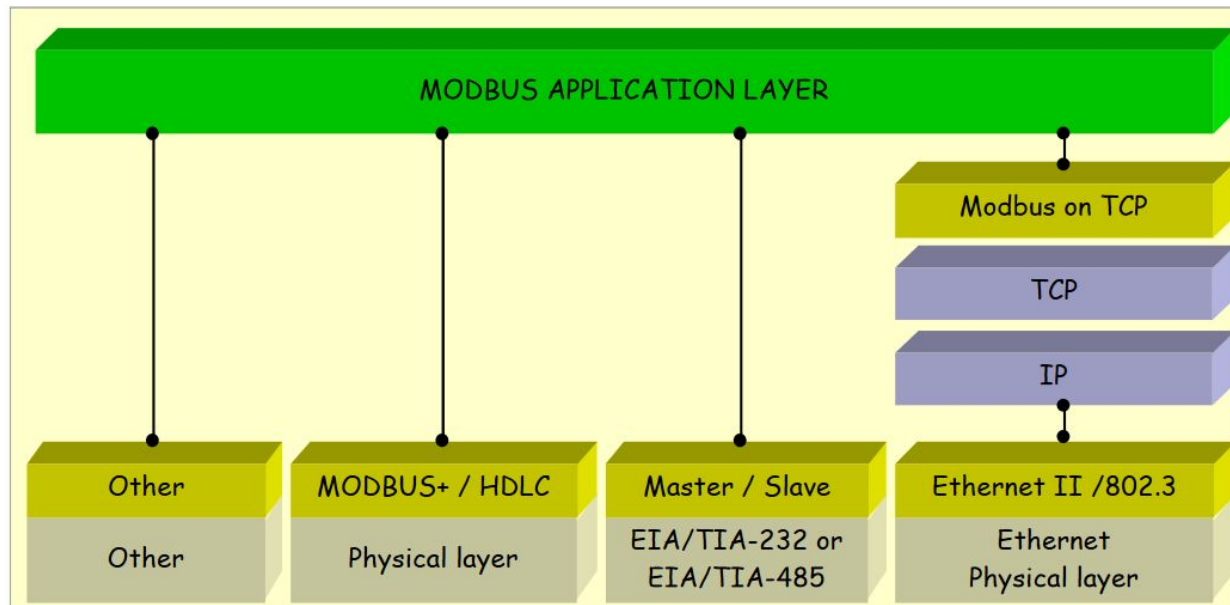 MODBUS APPLICATION LAYER
Modbus on TCP
TCP
IP
Other
MODBUS+ / HDLC
Master / Slave
Ethernet II /802.3
Other
Physical layer
EIA/TIA-232 or
EIA/TIA-485
Ethernet
Physical layer